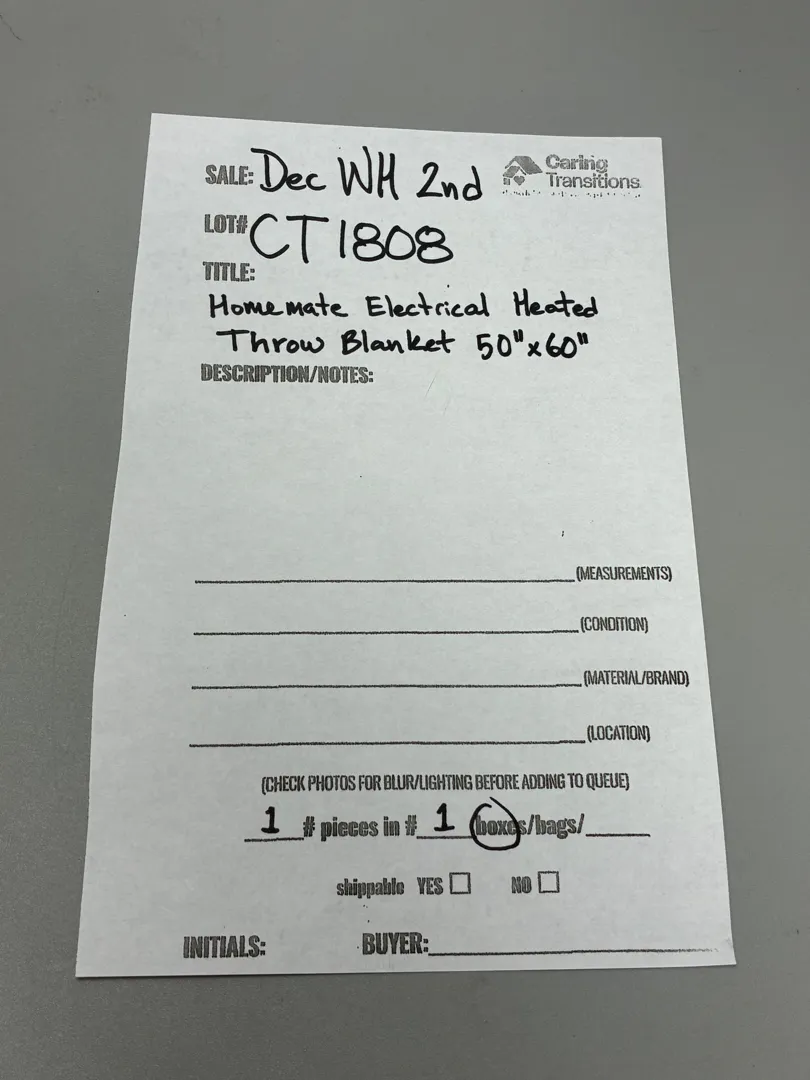 SALE: Dec WH 2nd
Caring
Transitions
LOT# CT1808
TITLE:
Homemate Electrical Heated
Throw Blanket 50"x60"
DESCRIPTION/NOTES:
(MEASUREMENTS)
(CONDITION)
(MATERIAL/BRAND)
(LOCATION)
(CHECK PHOTOS FOR BLUR/LIGHTING BEFORE ADDING TO QUEUE)
1 # pieces in # 1 boxes/bags/
shippable YES NO
INITIALS: BUYER: